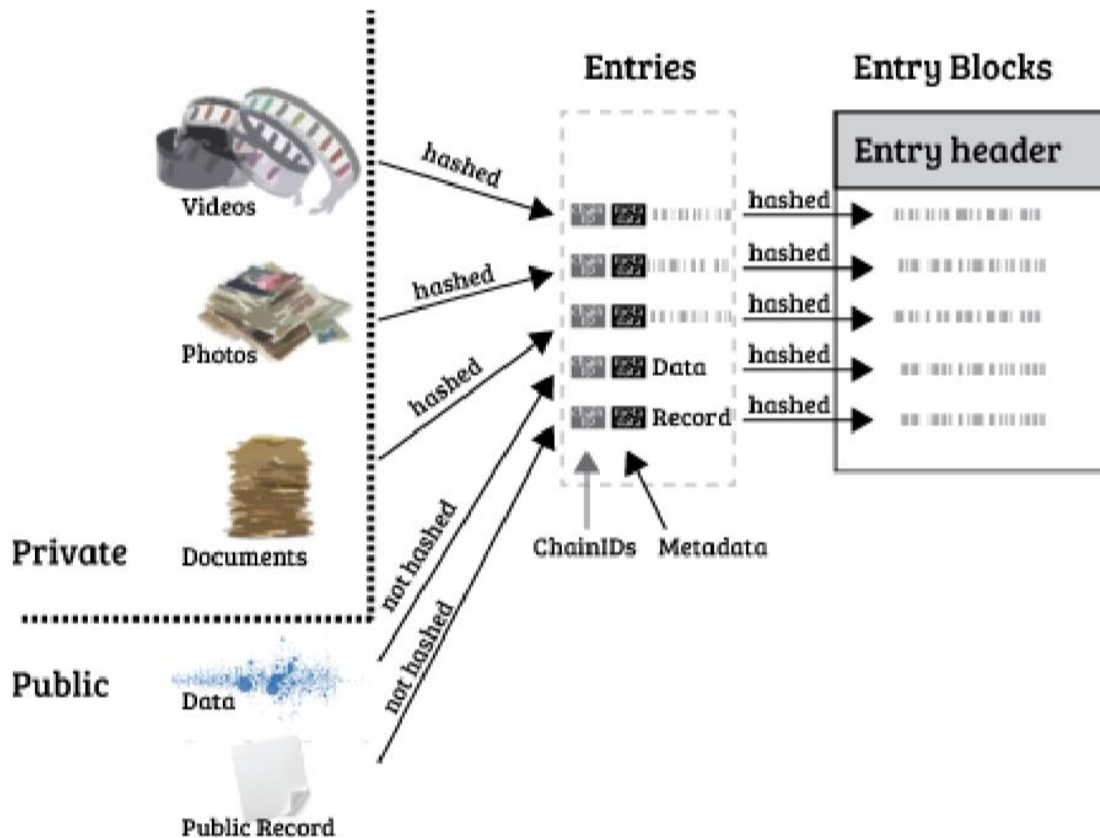 Entries
Entry Blocks
Entry header
Videos
hashed
hashed
Photos
hashed
hashed
hashed
hashed
Data
hashed
Record
hashed
hashed
Private
Documents
ChainIDs
Metadata
not hashed
not hashed
Public
Data
Public Record